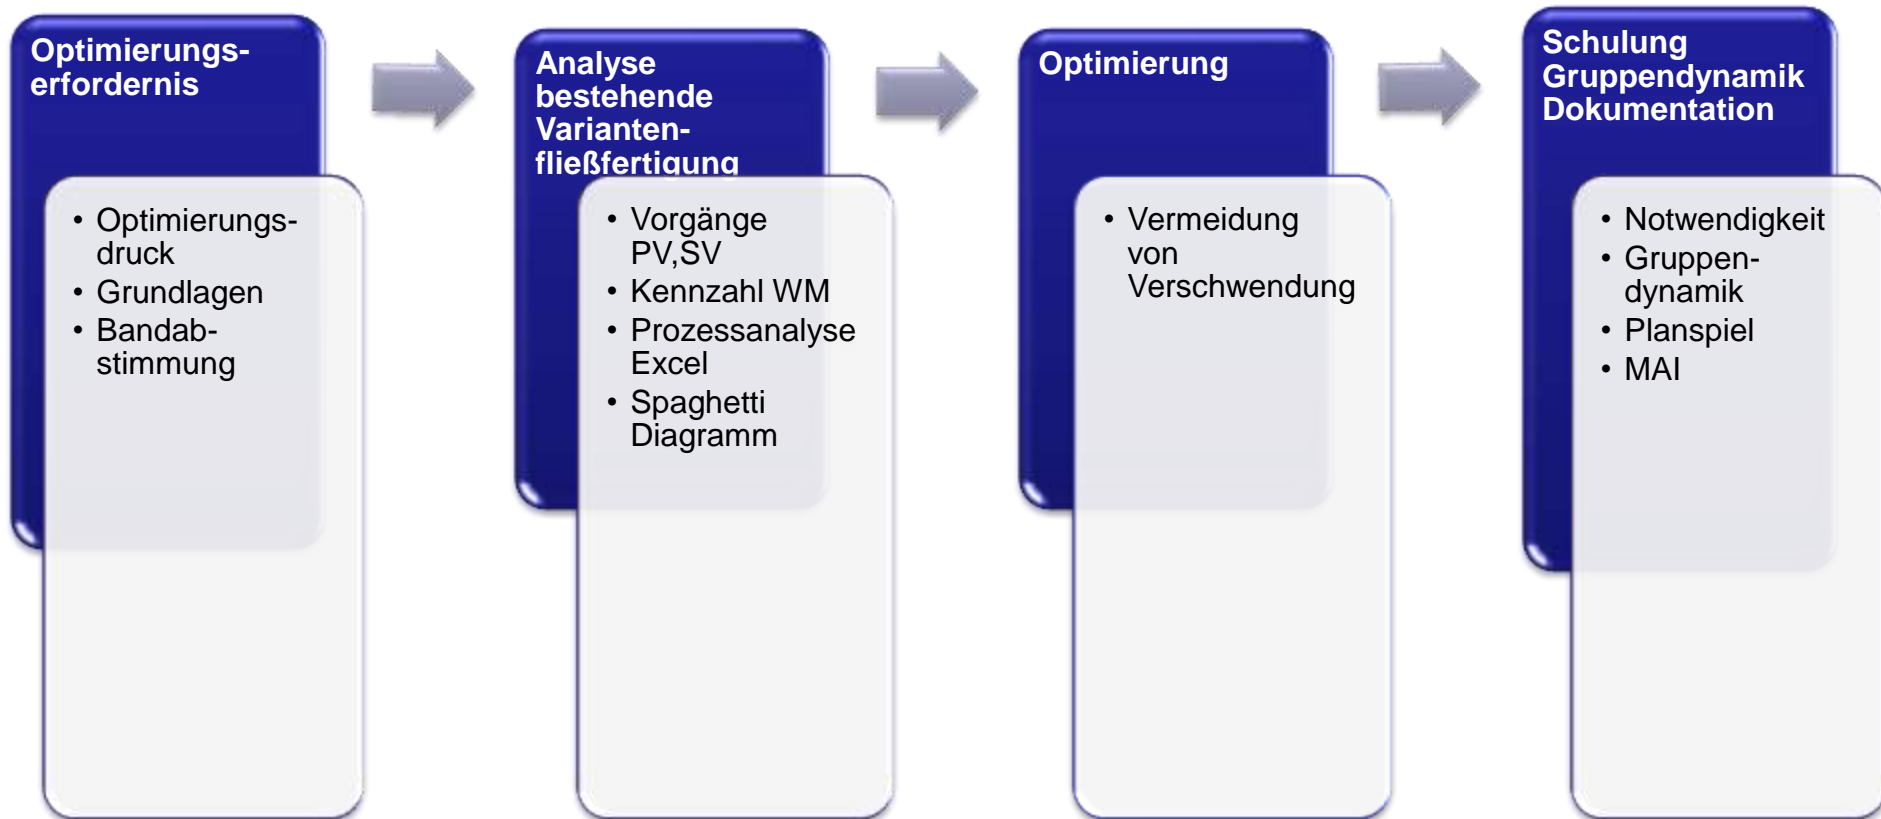 Optimierungs-
erfordernis
• Optimierungs-
druck
• Grundlagen
• Bandab-
stimmung
Analyse
bestehende
Varianten-
fließfertigung
• Vorgänge
PV,SV
• Kennzahl WM
• Prozessanalyse
Excel
• Spaghetti
Diagramm
Optimierung
• Vermeidung
von
Verschwendung
Schulung
Gruppendynamik
Dokumentation
• Notwendigkeit
• Gruppen-
dynamik
• Planspiel
• MAI